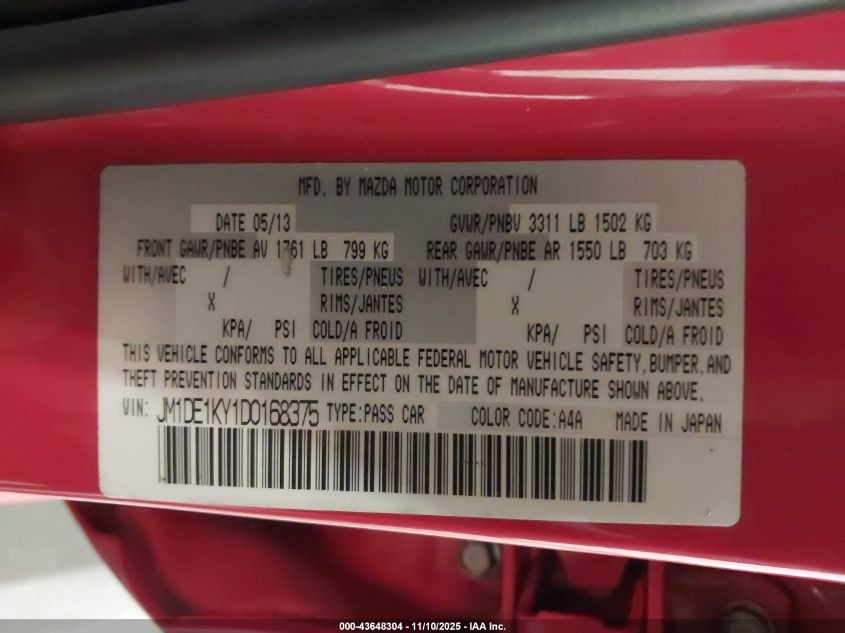 MFD. BY MAZDA MOTOR CORPORATION
DATE 05/13 GVWR/PNBV 3311 LB 1502 KG
FRONT GAWR/PNBE AV 1761 LB 799 KG REAR GAWR/PNBE AR 1550 LB 703 KG
WITH/AVEC / TIRES/PNEUS WITH/AVEC / TIRES/PNEUS
X RIMS/JANTES X RIMS/JANTES
KPA/ PSI COLD/A FROID KPA/ PSI COLD/A FROID
THIS VEHICLE CONFORMS TO ALL APPLICABLE FEDERAL MOTOR VEHICLE SAFETY,BUMPER,AND
THEFT PREVENTION STANDARDS IN EFFECT ON THE DATE OF MANUFACTURE SHOWN ABOVE.
VIN: JM1DE1KY1D0168375 TYPE:PASS CAR COLOR CODE:A4A MADE IN JAPAN
000-43648304 - 11/10/2025 - IAA Inc.